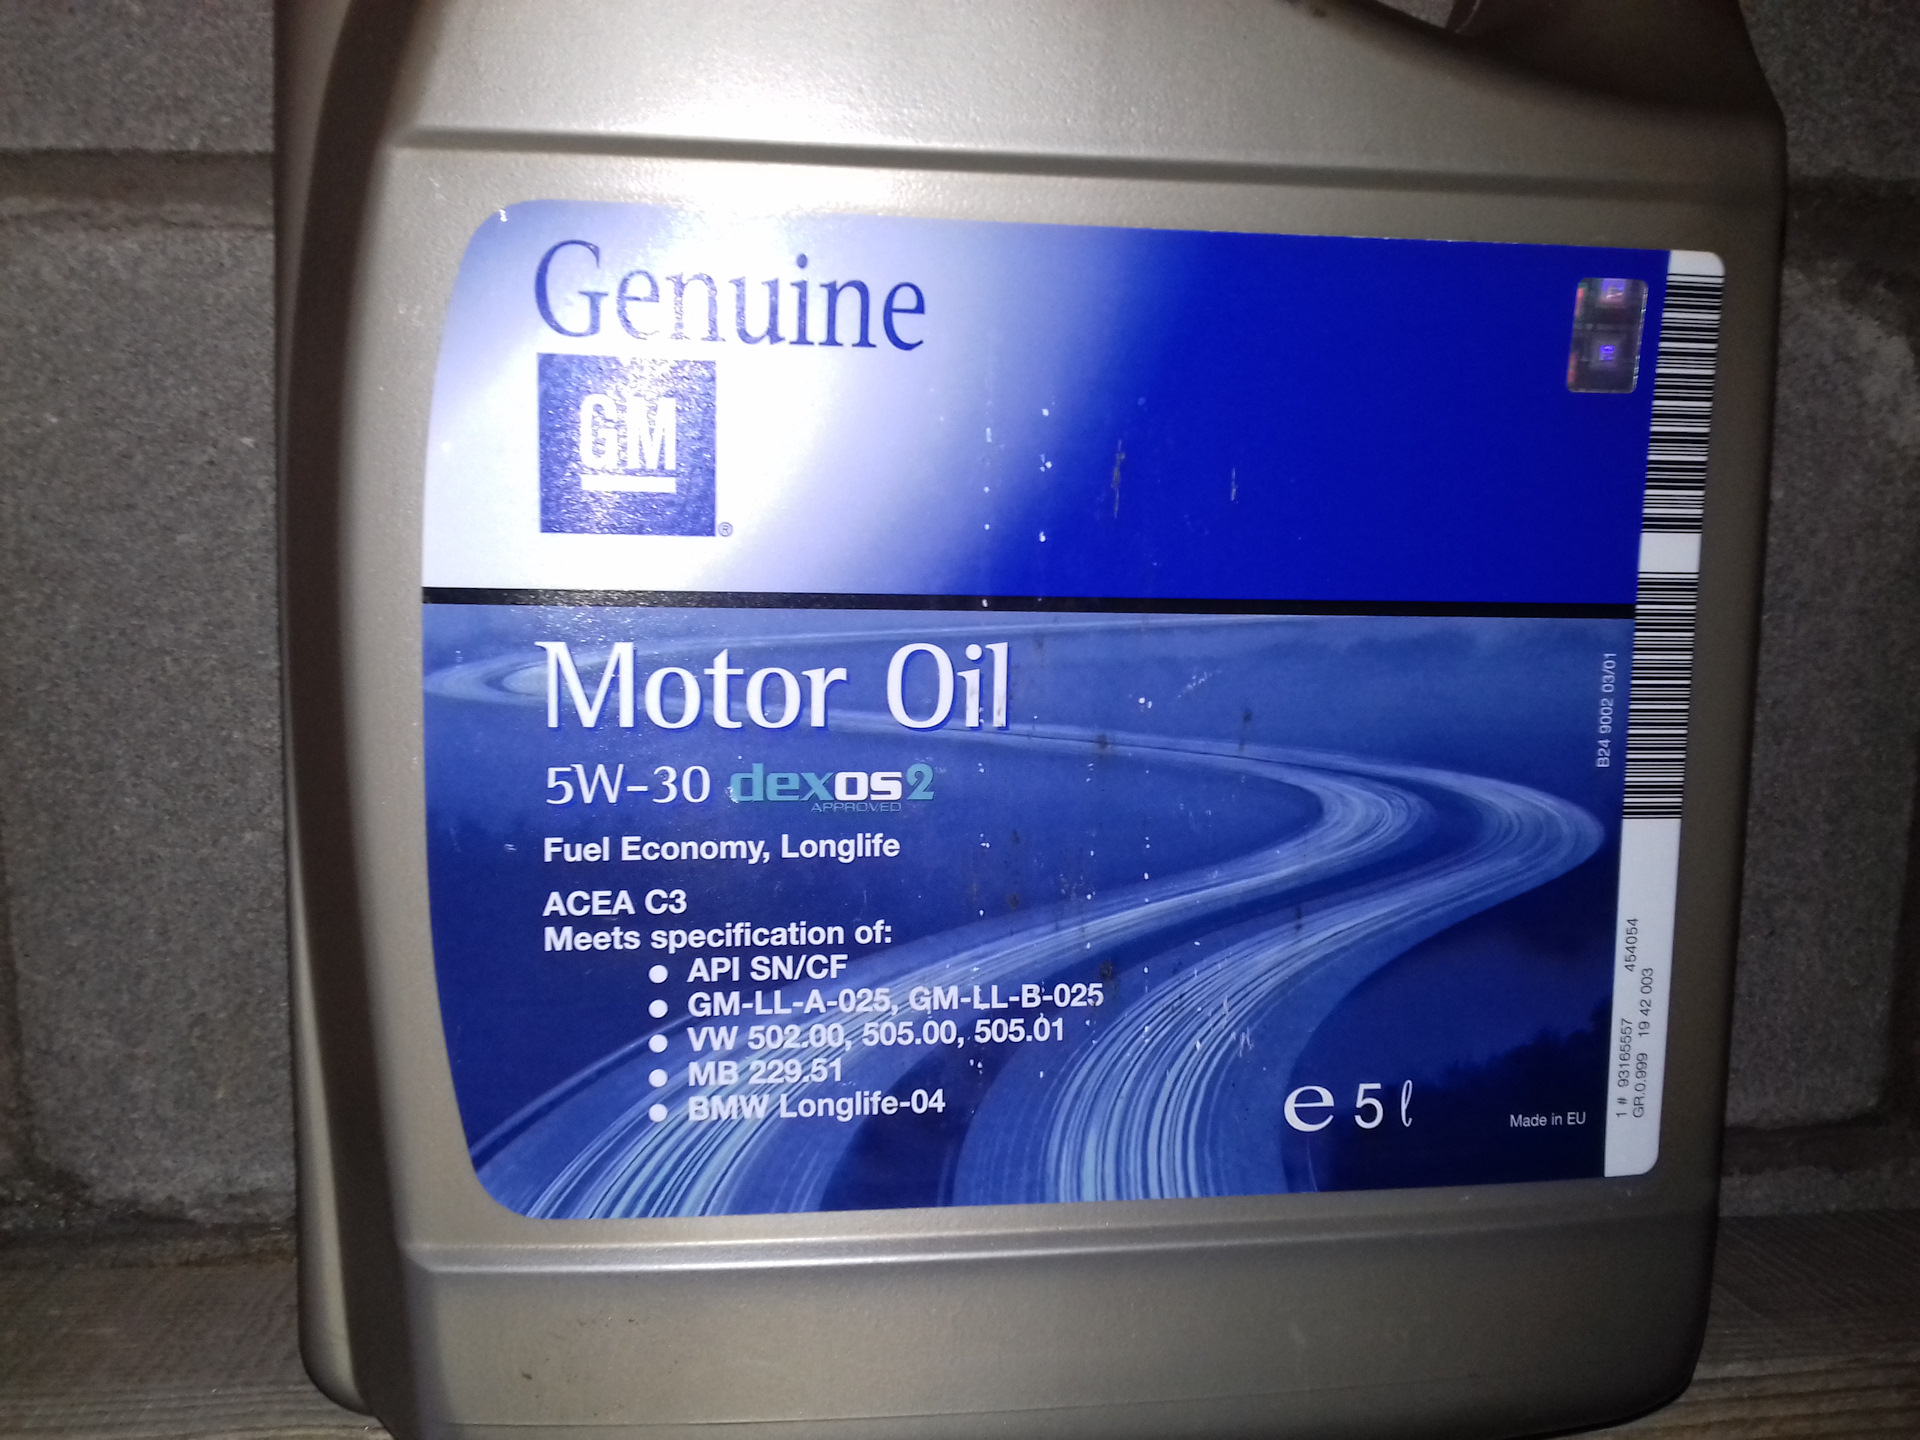 Genuine
GM
®
Motor Oil
5W-30 dexos2™
APPROVED
Fuel Economy, Longlife
ACEA C3
Meets specification of:
● API SN/CF
● GM-LL-A-025, GM-LL-B-025
● VW 502.00, 505.00, 505.01
● MB 229.51
● BMW Longlife-04
e 5 ℓ
Made in EU
B24 9002 03/01
1 # 93165557 454054
GR.0.999 19 42 003